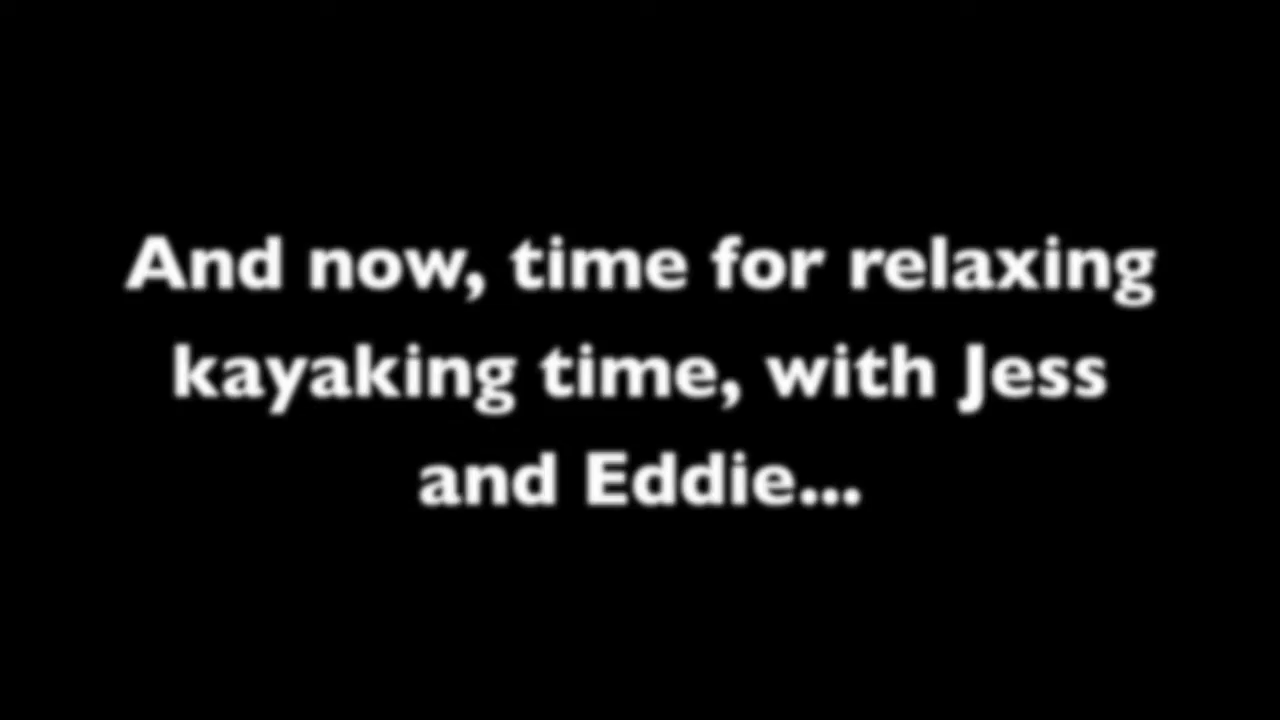 And now, time for relaxing
kayaking time, with Jess
and Eddie...